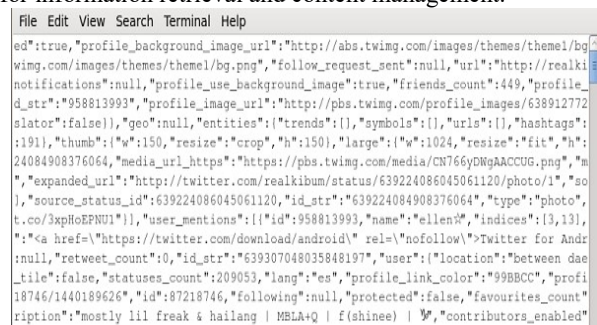 for information retrieval and content management.
File Edit View Search Terminal Help
ed":true,"profile_background_image_url":"http://abs.twimg.com/images/themes/theme1/bg
wimg.com/images/themes/theme1/bg.png","follow_request_sent":null,"url":"http://realki
notifications":null,"profile_use_background_image":true,"friends_count":449,"profile_
d_str":"958813993","profile_image_url":"http://pbs.twimg.com/profile_images/638912772
slator":false}},"geo":null,"entities":{"trends":[],"symbols":[],"urls":[],"hashtags":
:191},"thumb":{"w":150,"resize":"crop","h":150},"large":{"w":1024,"resize":"fit","h":
24084908376064,"media_url_https":"https://pbs.twimg.com/media/CN766yDWgAACCUG.png","m
","expanded_url":"http://twitter.com/realkibum/status/639224086045061120/photo/1","so
],"source_status_id":639224086045061120,"id_str":"639224084908376064","type":"photo",
t.co/3xpHoEPNU1"}],"user_mentions":[{"id":958813993,"name":"ellen☆","indices":[3,13],
":"<a href=\"https://twitter.com/download/android\" rel=\"nofollow\">Twitter for Andr
:null,"retweet_count":0,"id_str":"639307048035848197","user":{"location":"between dae
_tile":false,"statuses_count":209053,"lang":"es","profile_link_color":"99BBCC","profi
18746/1440189626","id":87218746,"following":null,"protected":false,"favourites_count"
ription":"mostly lil freak & hailang | MBLA+Q | f(shinee) | ","contributors_enabled"